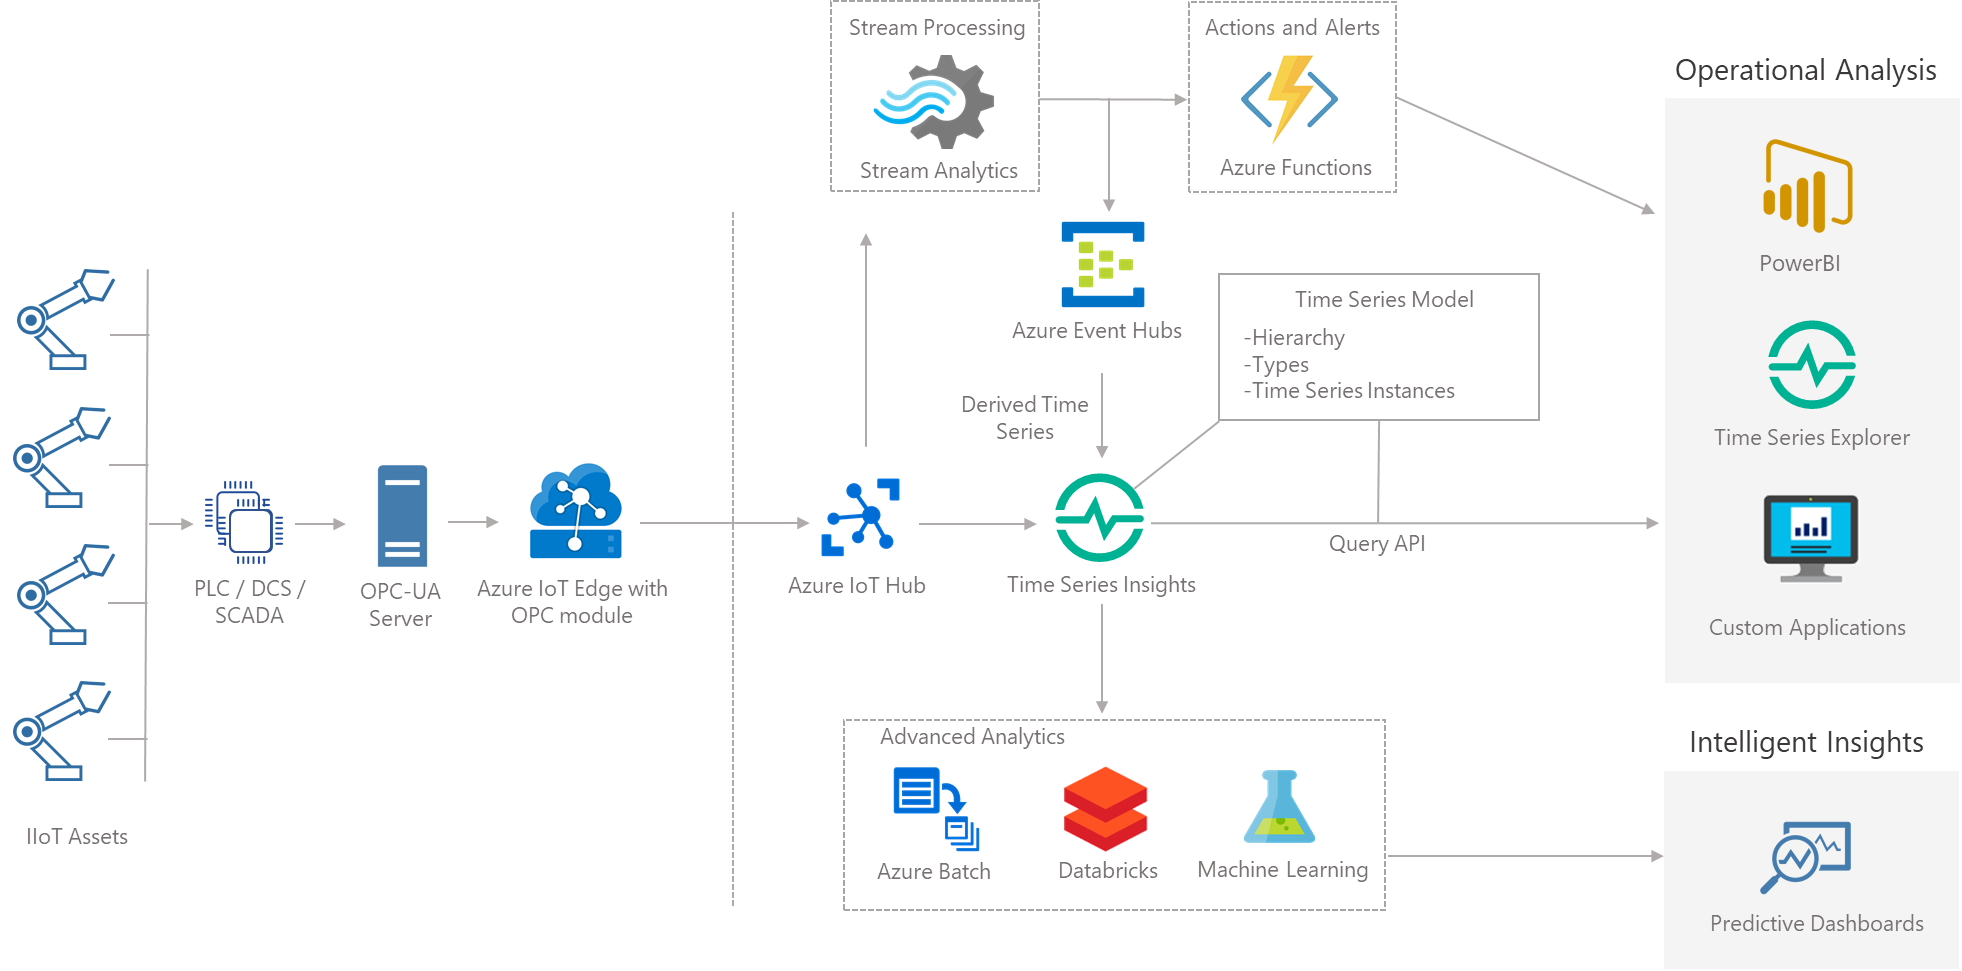 Stream Processing
Stream Analytics
Actions and Alerts
Azure Functions
Operational Analysis
PowerBI
Time Series Explorer
Custom Applications
Azure Event Hubs
Time Series Model
-Hierarchy
-Types
-Time Series Instances
Derived Time
Series
PLC / DCS /
SCADA
OPC-UA
Server
Azure IoT Edge with
OPC module
Azure IoT Hub
Time Series Insights
Query API
IIoT Assets
Advanced Analytics
Azure Batch
Databricks
Machine Learning
Intelligent Insights
Predictive Dashboards